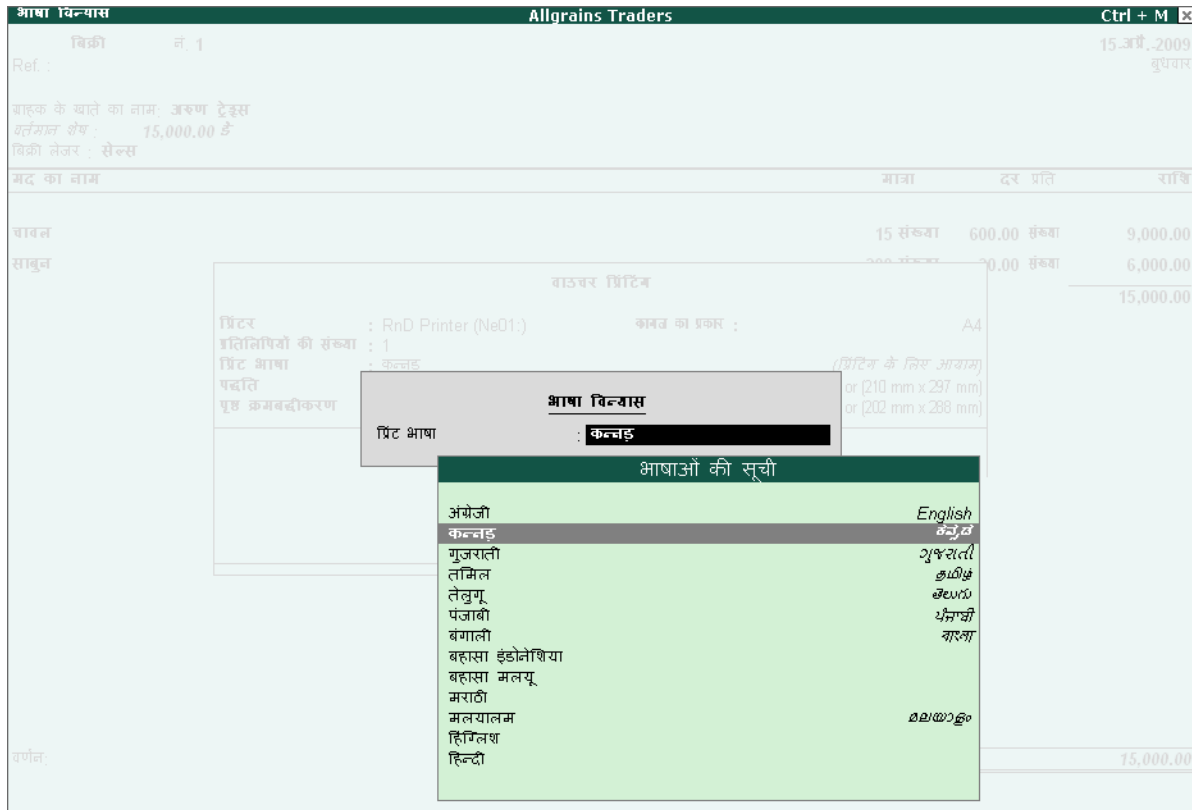 भाषा विन्यास Allgrains Traders Ctrl + M
बिक्री नं. 1 15-अप्रै.-2009
Ref. : बुधवार
ग्राहक के खाते का नाम: अरुण ट्रेड्स
वर्तमान शेष : 15,000.00 डे
बिक्री लेजर : सेल्स
मद का नाम मात्रा दर प्रति राशि
चावल 15 संख्या 600.00 संख्या 9,000.00
साबुन संख्या 6,000.00
15,000.00
वाउचर प्रिंटिंग
प्रिंटर : RnD Printer (Ne01:) कागज का प्रकार : A4
प्रतिलिपियों की संख्या : 1
प्रिंट भाषा : कन्नड़ (प्रिंटिंग के लिए आयाम)
पद्धति or (210 mm x 297 mm)
पृष्ठ क्रमबद्धीकरण or (202 mm x 288 mm)
भाषा विन्यास
प्रिंट भाषा : कन्नड़
भाषाओं की सूची
अंग्रेजी English
कन्नड़ ಕನ್ನಡ
गुजराती ગુજરાતી
तमिल தமிழ்
तेलुगू తెలుగు
पंजाबी ਪੰਜਾਬੀ
बंगाली বাংলা
बहासा इंडोनेशिया
बहासा मलयू
मराठी
मलयालम മലയാളം
हिंग्लिश
हिन्दी
वर्णन: 15,000.00